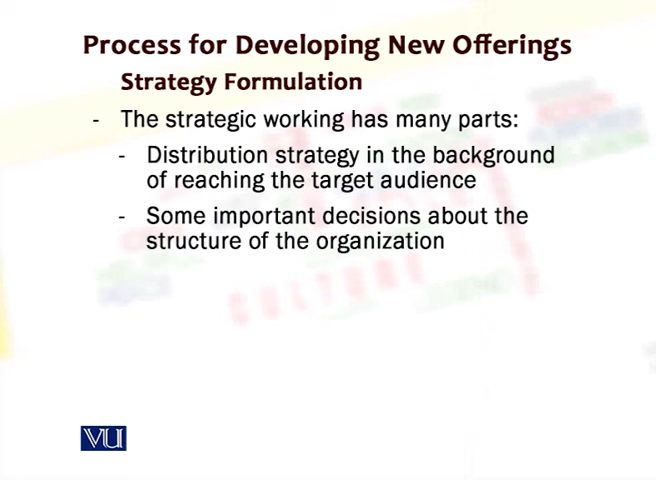 Process for Developing New Offerings
Strategy Formulation
- The strategic working has many parts:
- Distribution strategy in the background
of reaching the target audience
- Some important decisions about the
structure of the organization
CULTURE
VU